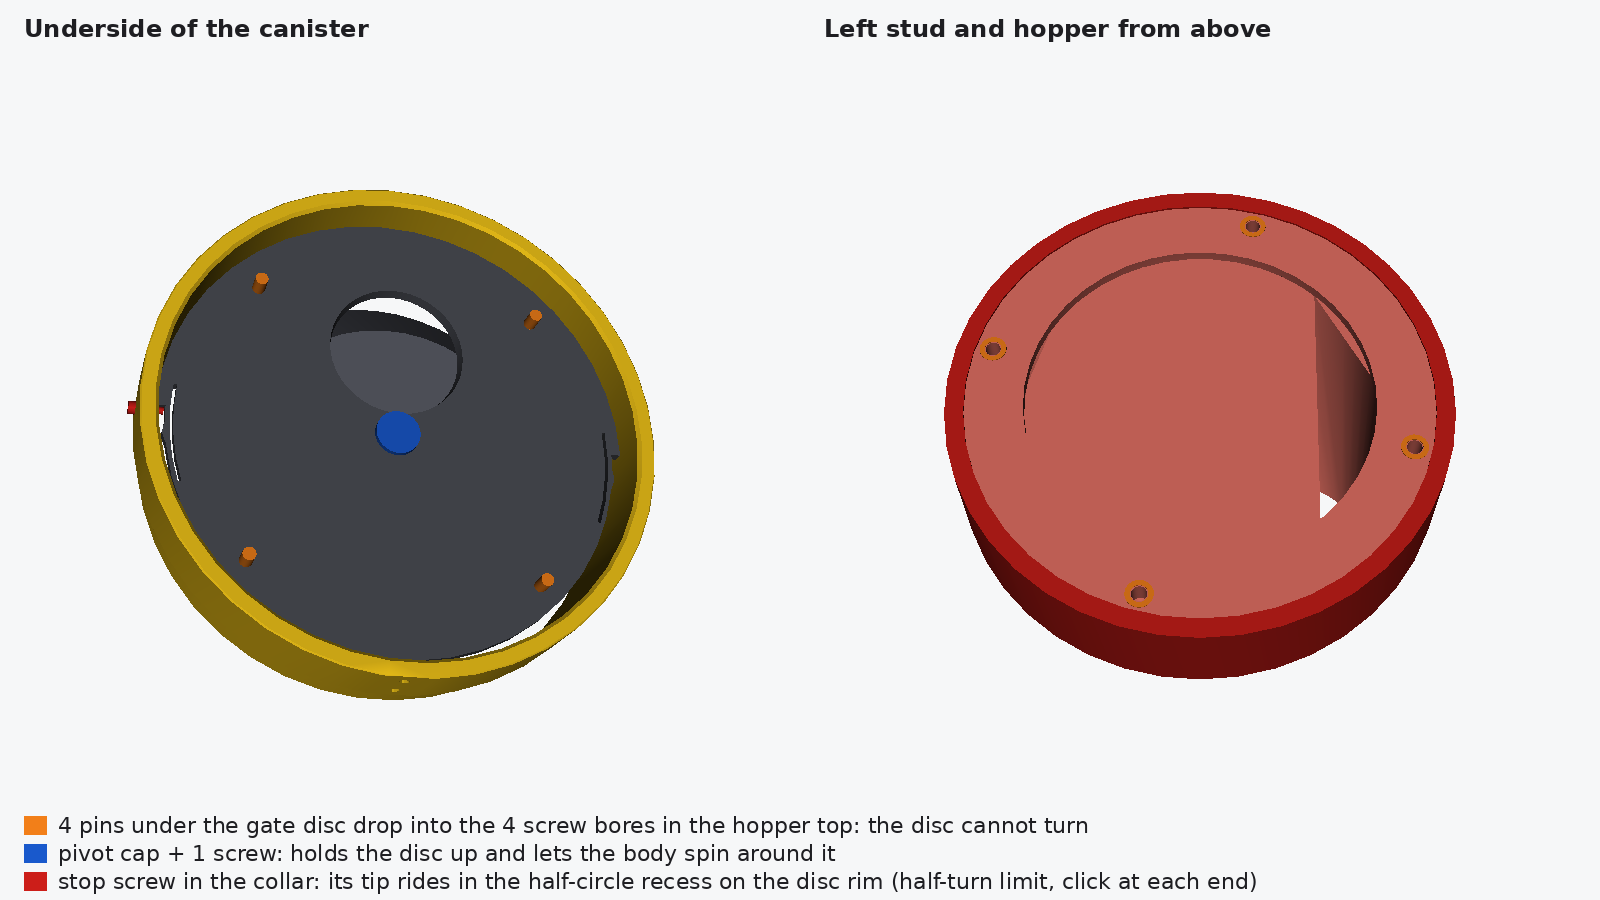 Underside of the canister
Left stud and hopper from above
4 pins under the gate disc drop into the 4 screw bores in the hopper top: the disc cannot turn
pivot cap + 1 screw: holds the disc up and lets the body spin around it
stop screw in the collar: its tip rides in the half-circle recess on the disc rim (half-turn limit, click at each end)